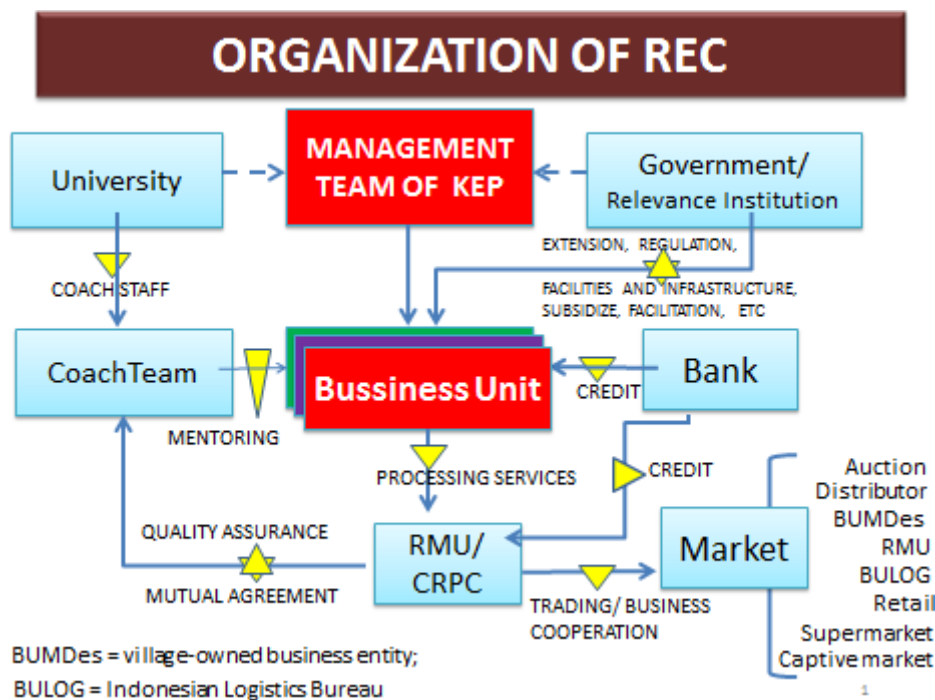 ORGANIZATION OF REC
University
MANAGEMENT
TEAM OF KEP
Government/
Relevance Institution
EXTENSION, REGULATION,
COACH STAFF
FACILITIES AND INFRASTRUCTURE,
SUBSIDIZE, FACILITATION, ETC
CoachTeam
Bussiness Unit
Bank
CREDIT
MENTORING
PROCESSING SERVICES
CREDIT
Auction
Distributor
BUMDes
RMU
BULOG
Retail
Supermarket
Captive market
QUALITY ASSURANCE
RMU/
CRPC
Market
MUTUAL AGREEMENT
TRADING/ BUSINESS
COOPERATION
BUMDes = village-owned business entity;
BULOG = Indonesian Logistics Bureau
1